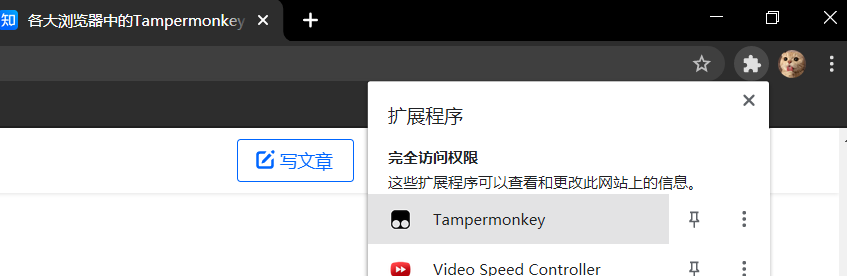 知 各大浏览器中的Tampermonkey
扩展程序
写文章
完全访问权限
这些扩展程序可以查看和更改此网站上的信息。
Tampermonkey
Video Speed Controller